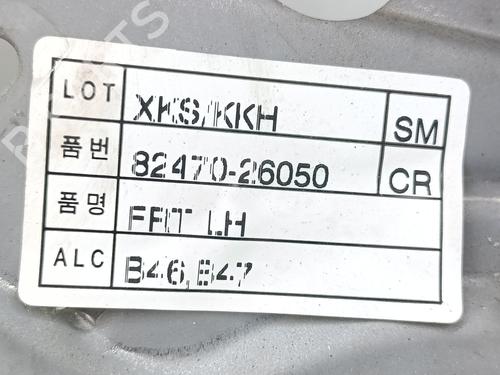 LOT XKS/KKH SM
품번 82470-26050 CR
품명 FRT LH
ALC B46,B47